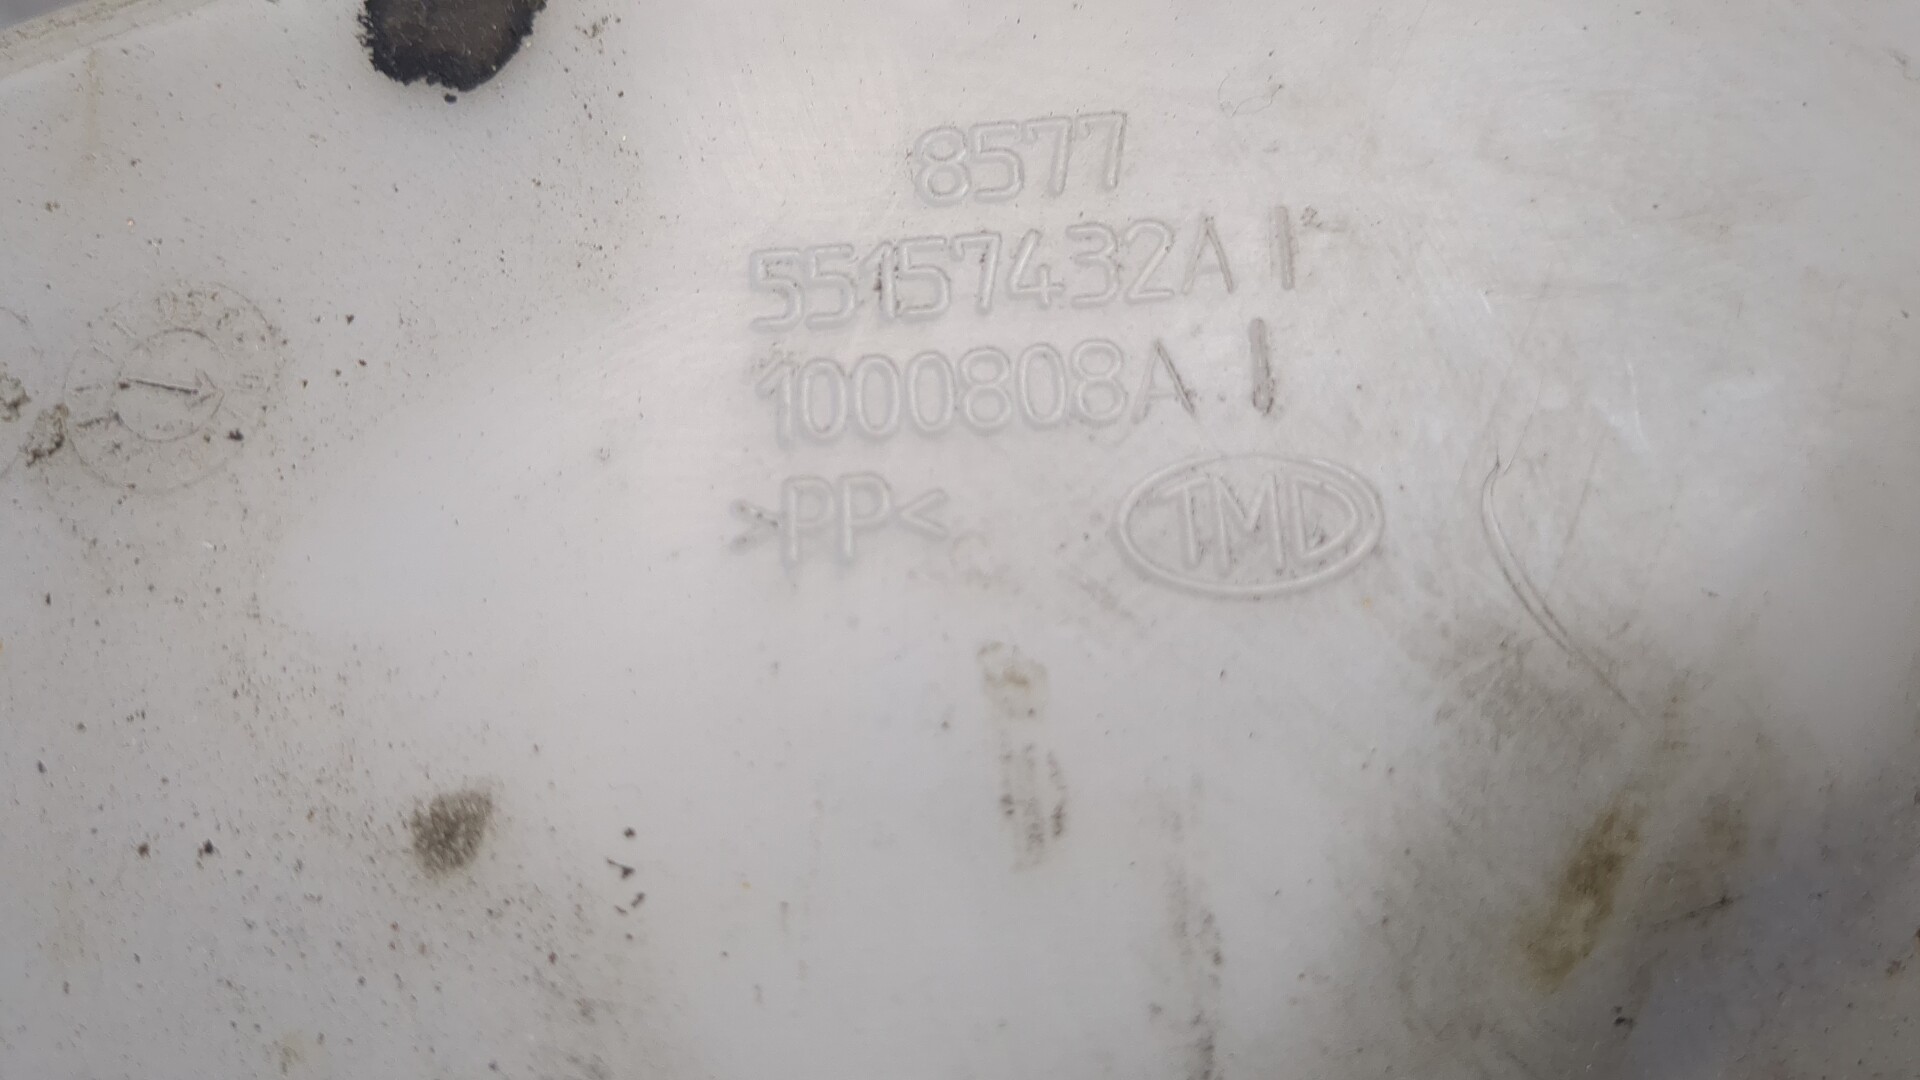 8577
55157432A I
1000808A I
>PP< TMD